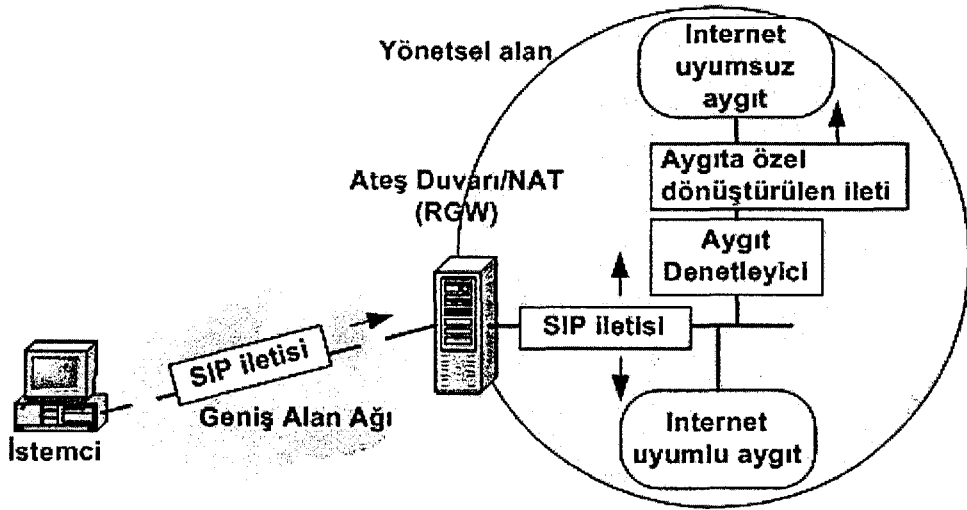 Yönetsel alan
Internet
uyumsuz
aygıt
Aygıta özel
dönüştürülen ileti
Ateş Duvarı/NAT
(RGW)
Aygıt
Denetleyici
SIP iletisi
SIP iletisi
Geniş Alan Ağı
İstemci
Internet
uyumlu aygıt